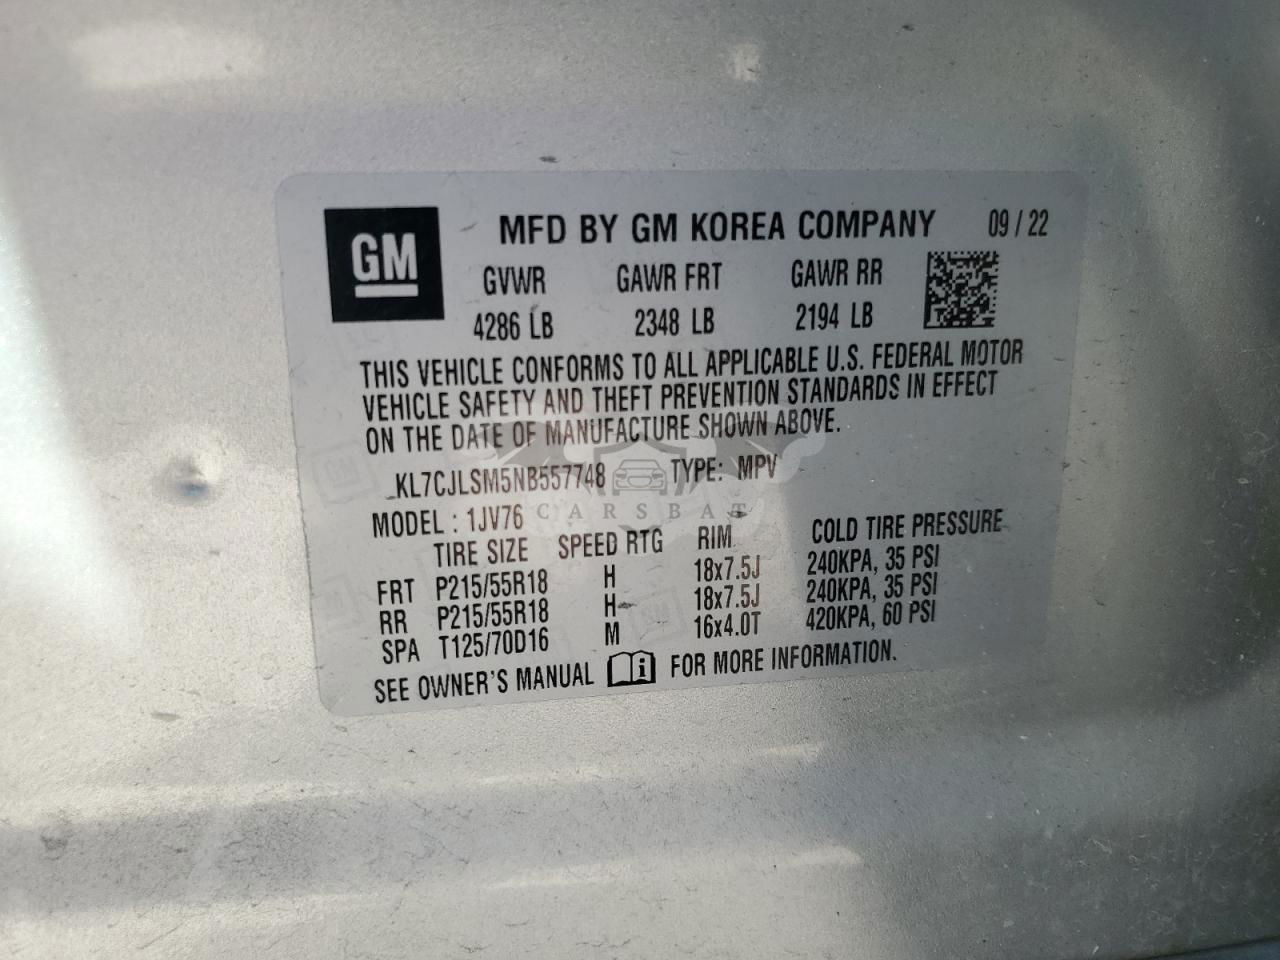 GM
MFD BY GM KOREA COMPANY 09 / 22
GVWR GAWR FRT GAWR RR
4286 LB 2348 LB 2194 LB
THIS VEHICLE CONFORMS TO ALL APPLICABLE U.S. FEDERAL MOTOR
VEHICLE SAFETY AND THEFT PREVENTION STANDARDS IN EFFECT
ON THE DATE OF MANUFACTURE SHOWN ABOVE.
KL7CJLSM5NB557748 TYPE: MPV
CARSBAT
MODEL : 1JV76
TIRE SIZE SPEED RTG RIM COLD TIRE PRESSURE
FRT P215/55R18 H 18x7.5J 240KPA, 35 PSI
RR P215/55R18 H 18x7.5J 240KPA, 35 PSI
SPA T125/70D16 M 16x4.0T 420KPA, 60 PSI
SEE OWNER'S MANUAL i FOR MORE INFORMATION.